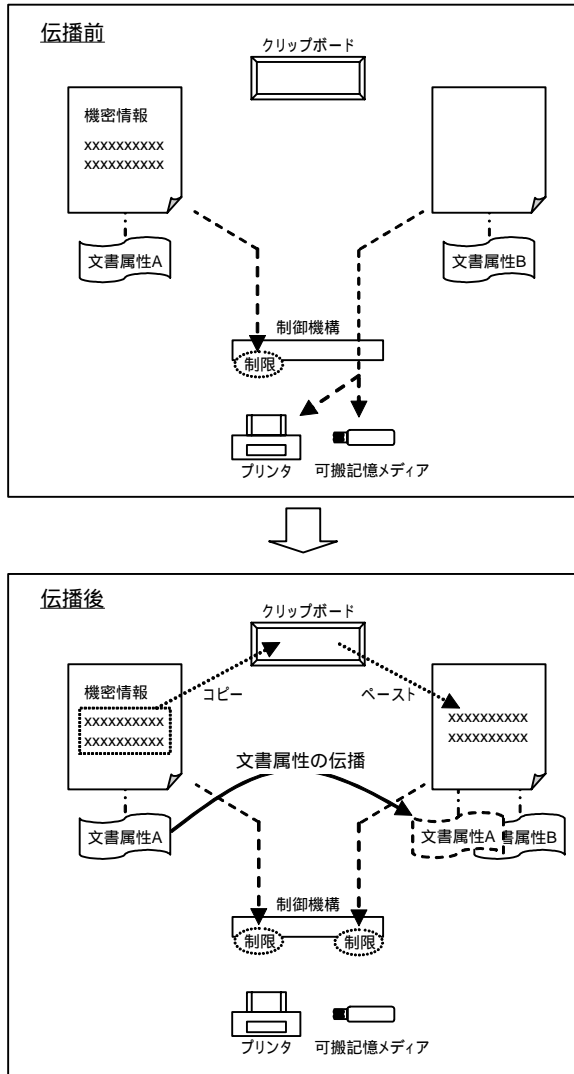 伝播前
クリップボード
機密情報
xxxxxxxxxx
xxxxxxxxxx
文書属性A
文書属性B
制御機構
制限
プリンタ
可搬記憶メディア
伝播後
クリップボード
機密情報
コピー
ペースト
xxxxxxxxxx
xxxxxxxxxx
xxxxxxxxxx
xxxxxxxxxx
文書属性の伝播
文書属性A
文書属性A
書属性B
制御機構
制限
制限
プリンタ
可搬記憶メディア